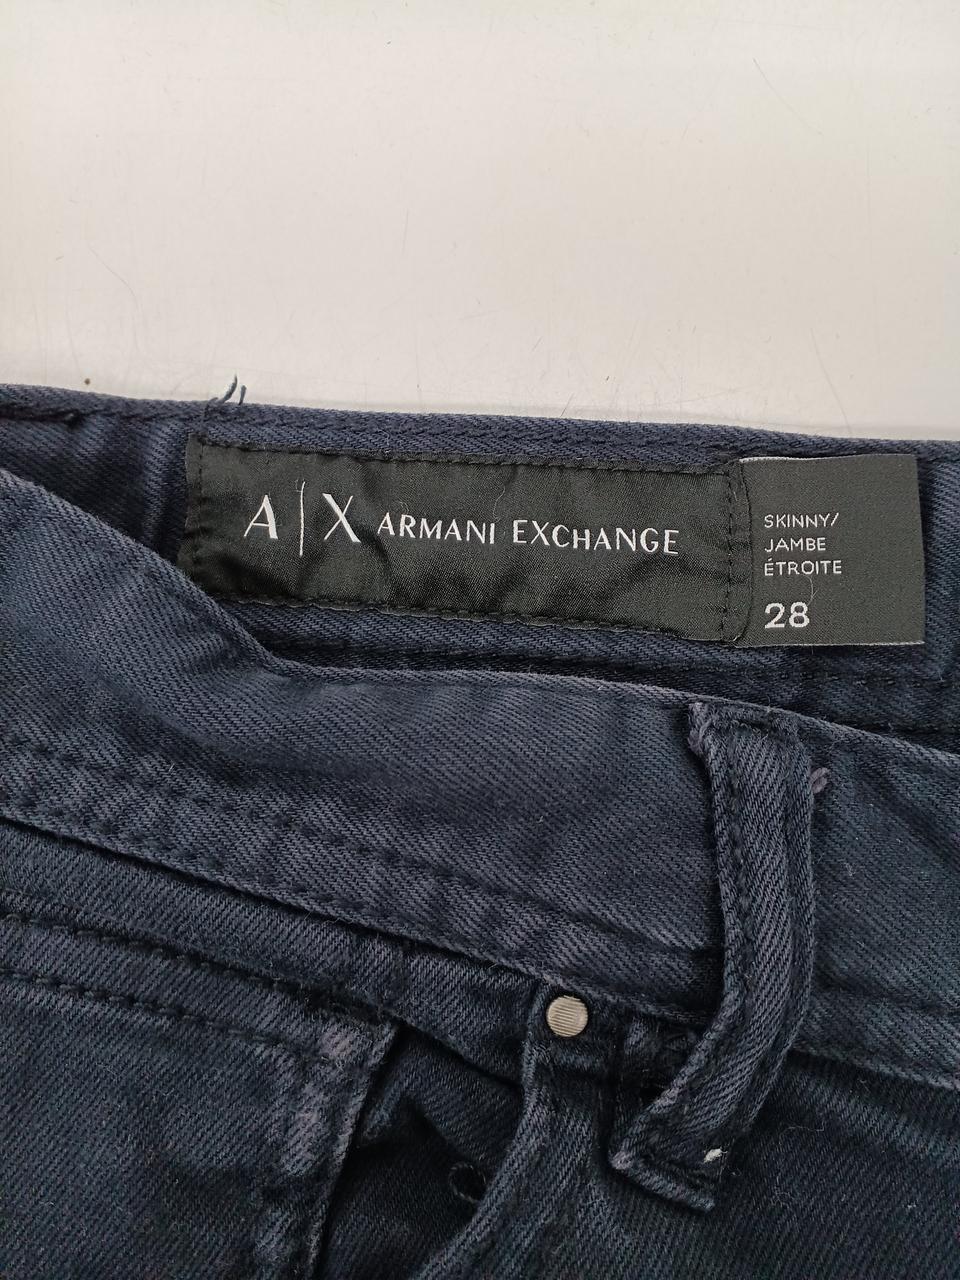 A|X ARMANI EXCHANGE
SKINNY/
JAMBE
ÉTROITE
28